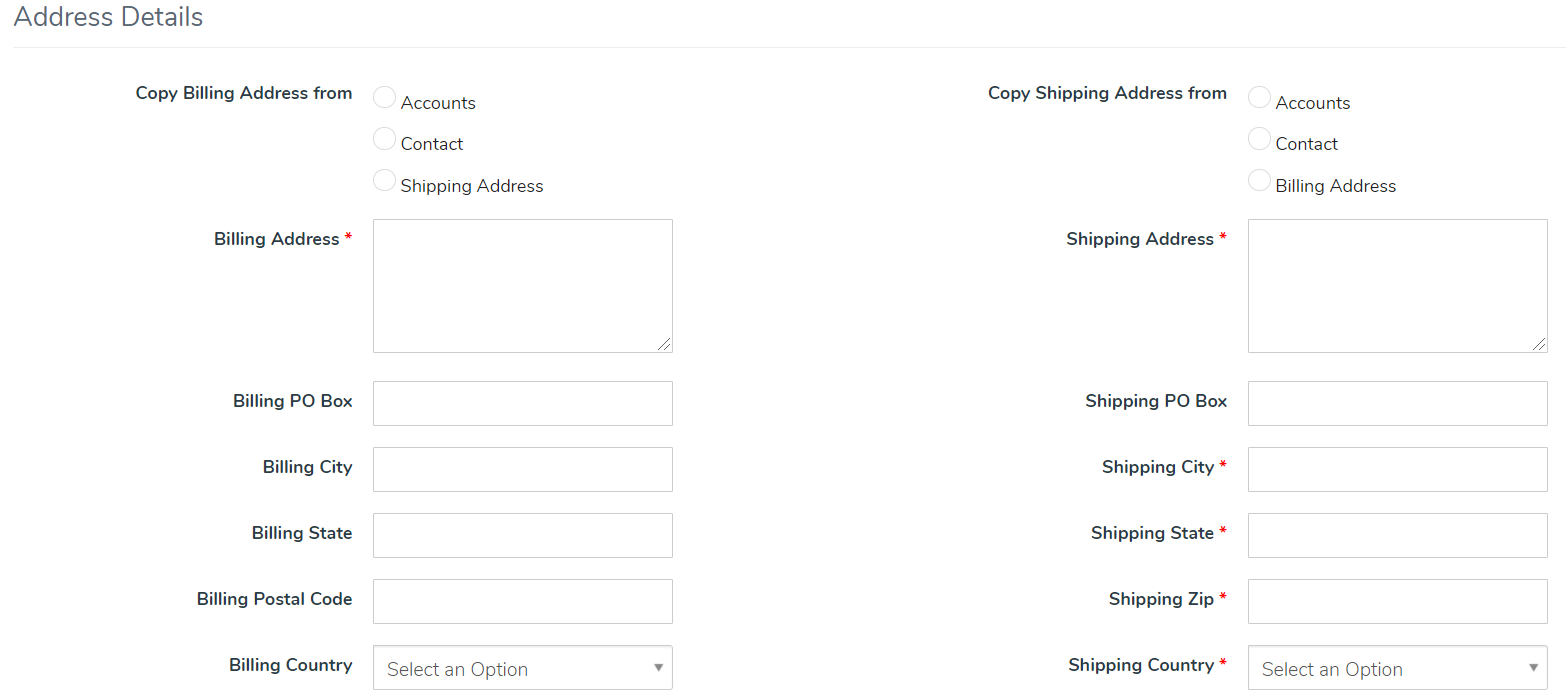 Address Details
Copy Billing Address from
Accounts
Contact
Shipping Address
Billing Address *
Billing PO Box
Billing City
Billing State
Billing Postal Code
Billing Country
Select an Option
Copy Shipping Address from
Accounts
Contact
Billing Address
Shipping Address *
Shipping PO Box
Shipping City *
Shipping State *
Shipping Zip *
Shipping Country *
Select an Option